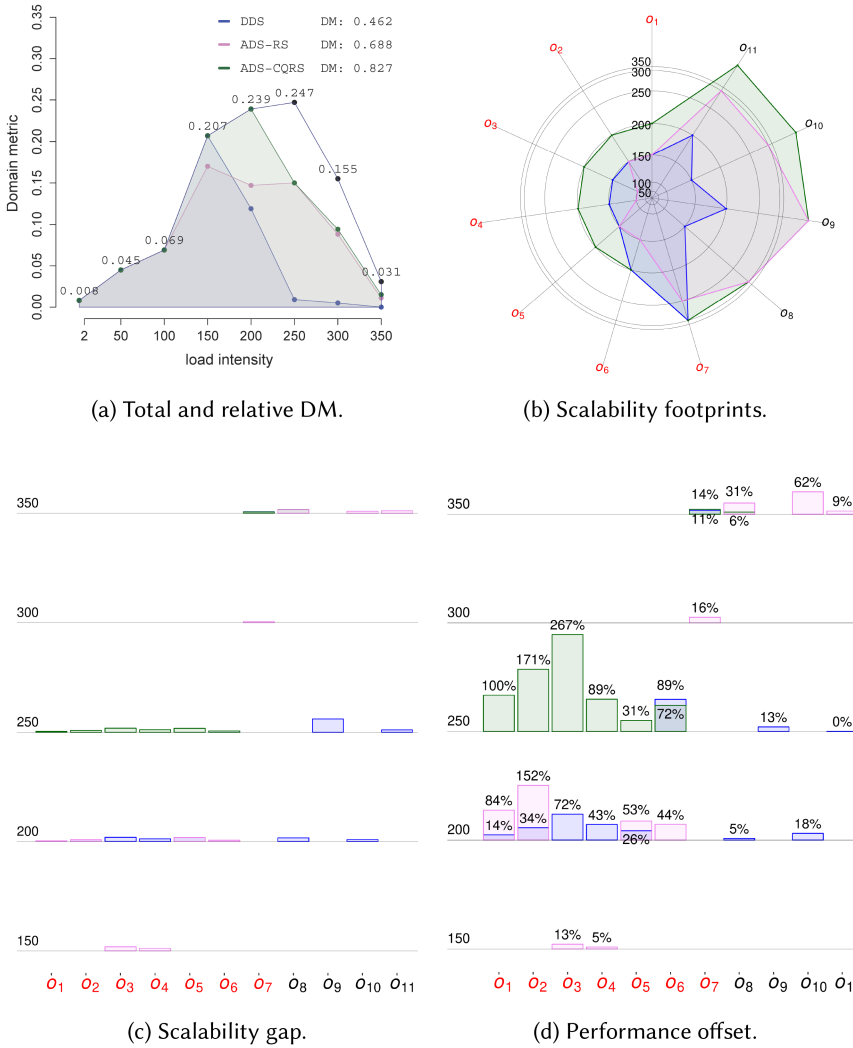 DDS DM: 0.462
ADS-RS DM: 0.688
ADS-CQRS DM: 0.827
Domain metric
0.35
0.30
0.25
0.20
0.15
0.10
0.05
0.00
0.008
0.045
0.069
0.207
0.239
0.247
0.155
0.031
2 50 100 150 200 250 300 350
load intensity
(a) Total and relative DM.
O1
O2
O3
O4
O5
O6
O7
O8
O9
O10
O11
350
300
250
200
150
100
50
(b) Scalability footprints.
350
300
250
200
150
O1 O2 O3 O4 O5 O6 O7 O8 O9 O10 O11
(c) Scalability gap.
350
14% 31% 62% 9%
11% 6%
300
16%
250
100% 171% 267% 89% 31% 89% 13% 0%
72%
200
84% 152% 72% 43% 53% 44% 5% 18%
14% 34% 26%
150
13% 5%
O1 O2 O3 O4 O5 O6 O7 O8 O9 O10 O1
(d) Performance offset.